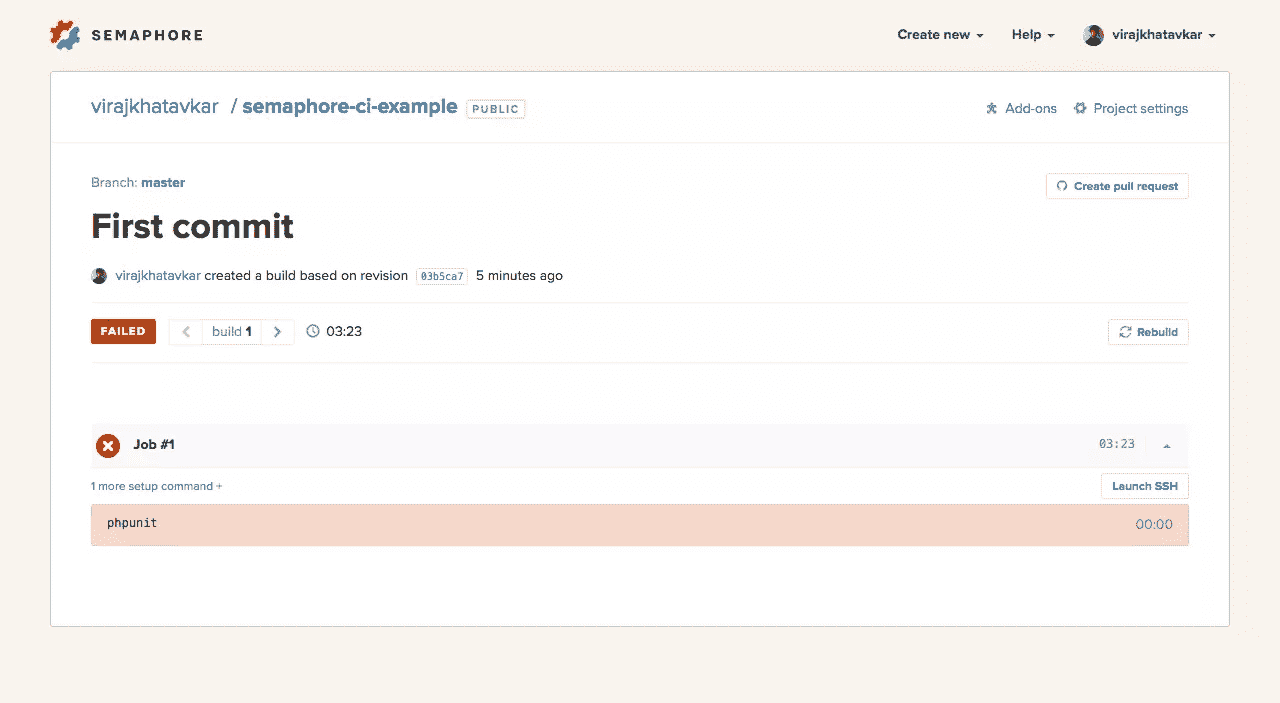 SEMAPHORE Create new Help virajkhatavkar
virajkhatavkar / semaphore-ci-example PUBLIC Add-ons Project settings
Branch: master
Create pull request
First commit
virajkhatavkar created a build based on revision 03b5ca7 5 minutes ago
FAILED build 1 03:23 Rebuild
Job #1 03:23
1 more setup command + Launch SSH
phpunit 00:00